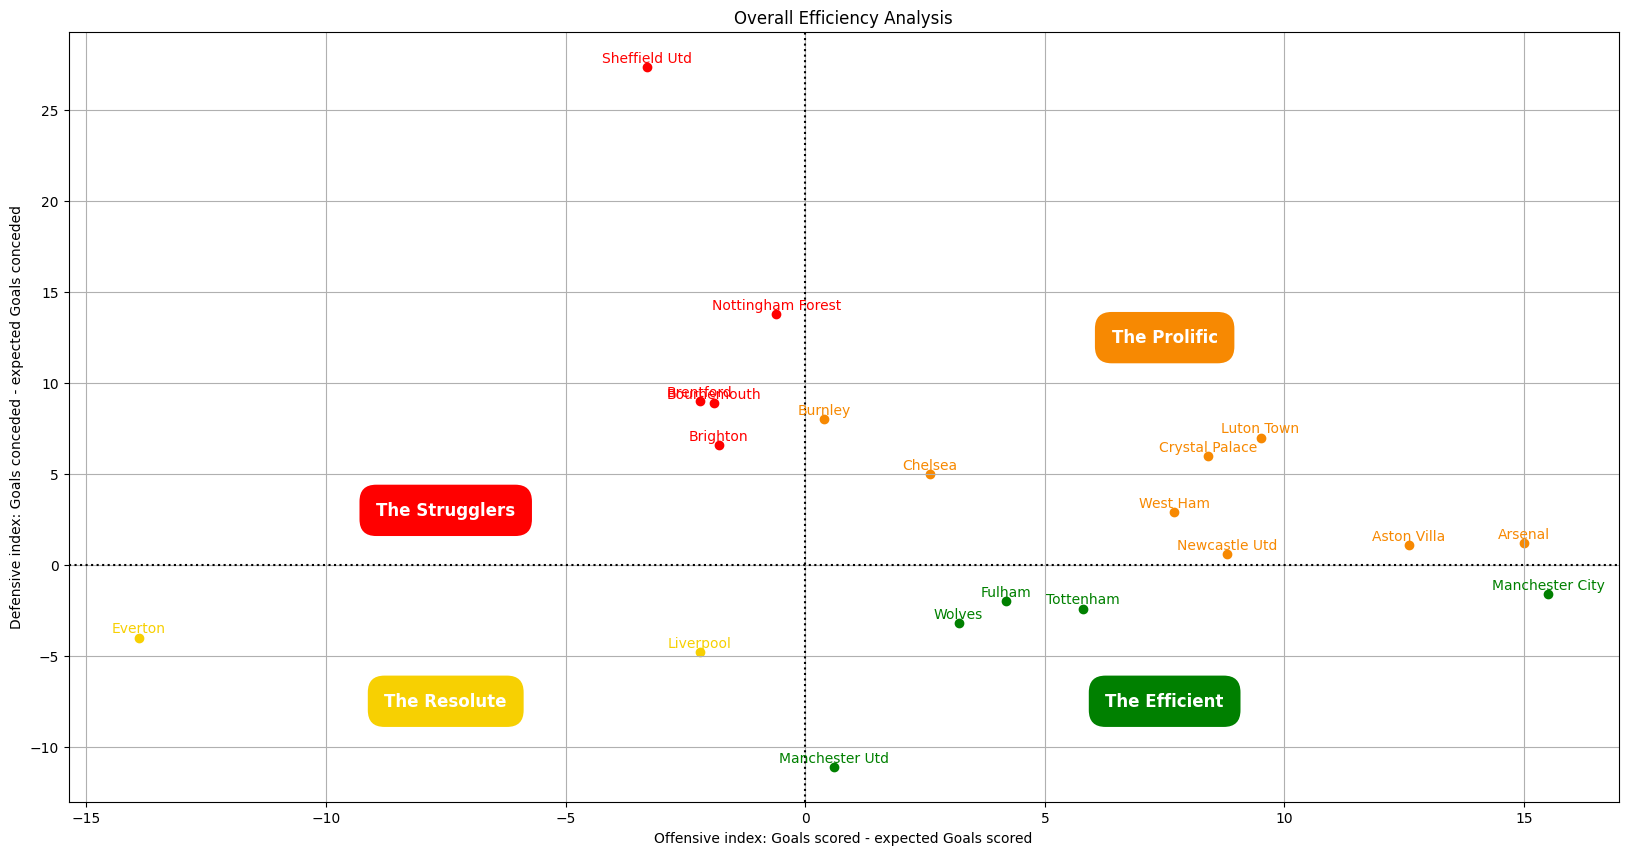 Overall Efficiency Analysis
Defensive index: Goals conceded - expected Goals conceded
25
20
15
10
5
0
−5
−10
Sheffield Utd
Nottingham Forest
The Prolific
Brentford
Bournemouth
Burnley
Brighton
Luton Town
Crystal Palace
Chelsea
The Strugglers
West Ham
Newcastle Utd
Aston Villa
Arsenal
Manchester City
Fulham
Tottenham
Wolves
Everton
Liverpool
The Resolute
The Efficient
Manchester Utd
−15 −10 −5 0 5 10 15
Offensive index: Goals scored - expected Goals scored